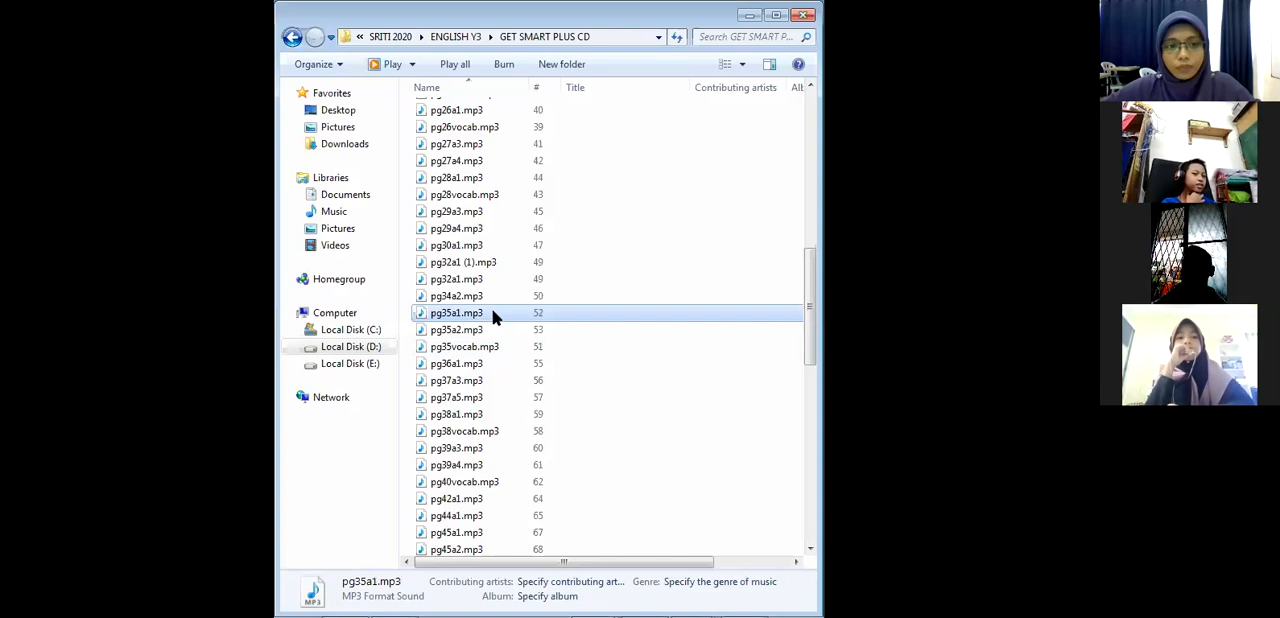 « SRITI 2020 ENGLISH Y3 GET SMART PLUS CD Search GET SMART P...
Organize Play Play all Burn New folder
Name # Title Contributing artists Alb
Favorites
Desktop
Pictures
Downloads
Libraries
Documents
Music
Pictures
Videos
Homegroup
Computer
Local Disk (C:)
Local Disk (D:)
Local Disk (E:)
Network
pg26a1.mp3 40
pg26vocab.mp3 39
pg27a3.mp3 41
pg27a4.mp3 42
pg28a1.mp3 44
pg28vocab.mp3 43
pg29a3.mp3 45
pg29a4.mp3 46
pg30a1.mp3 47
pg32a1 (1).mp3 49
pg32a1.mp3 49
pg34a2.mp3 50
pg35a1.mp3 52
pg35a2.mp3 53
pg35vocab.mp3 51
pg36a1.mp3 55
pg37a3.mp3 56
pg37a5.mp3 57
pg38a1.mp3 59
pg38vocab.mp3 58
pg39a3.mp3 60
pg39a4.mp3 61
pg40vocab.mp3 62
pg42a1.mp3 64
pg44a1.mp3 65
pg45a1.mp3 67
pg45a2.mp3 68
MP3
pg35a1.mp3 Contributing artists: Specify contributing art... Genre: Specify the genre of music
MP3 Format Sound Album: Specify album